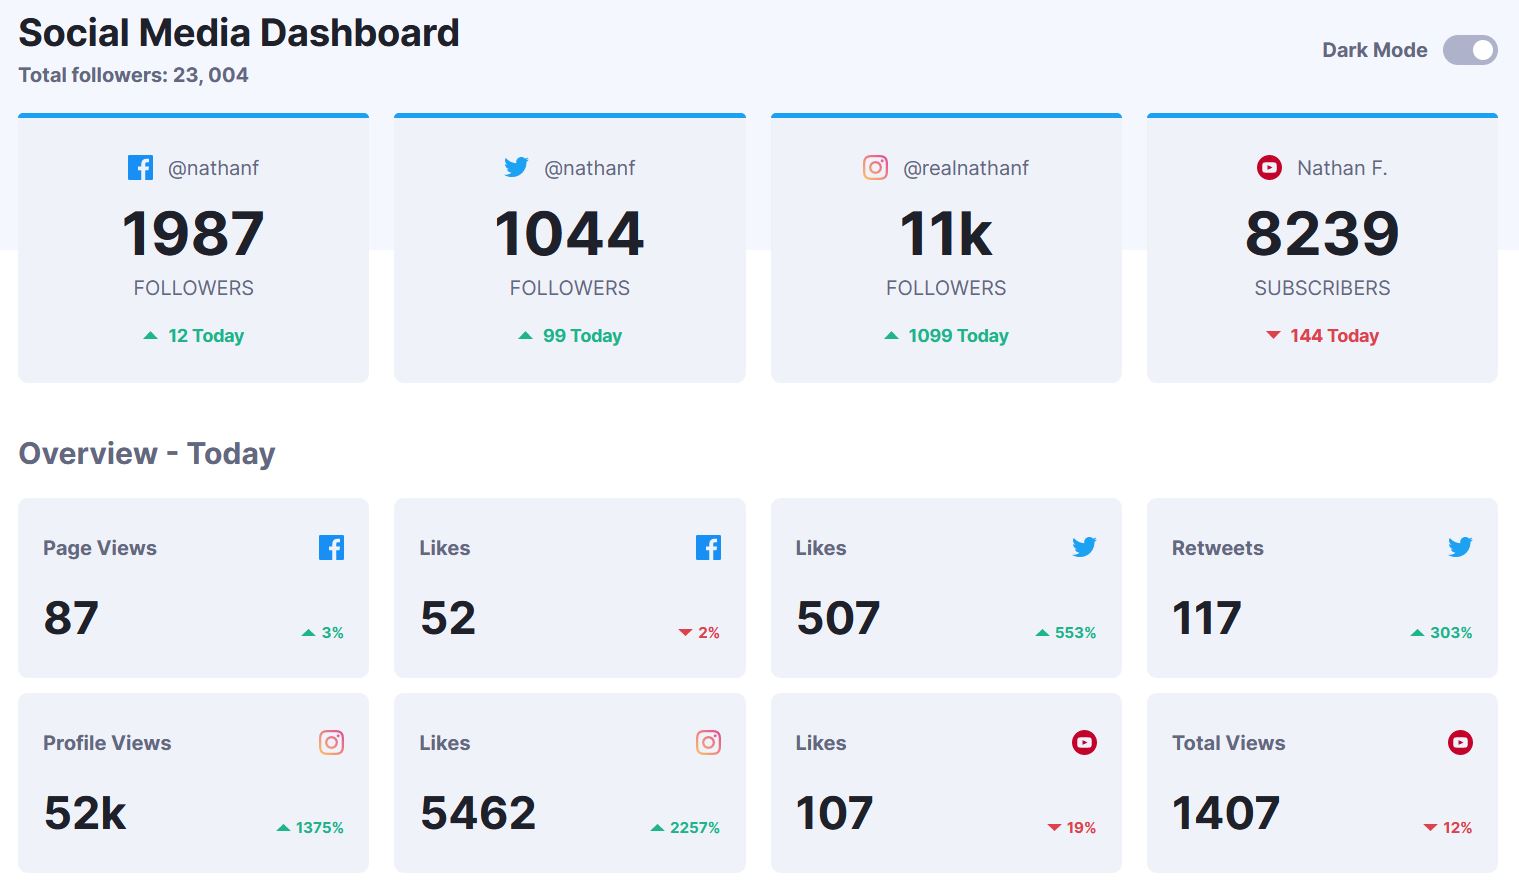 Social Media Dashboard
Total followers: 23, 004
Dark Mode
@nathanf
1987
FOLLOWERS
12 Today
@nathanf
1044
FOLLOWERS
99 Today
@realnathanf
11k
FOLLOWERS
1099 Today
Nathan F.
8239
SUBSCRIBERS
144 Today
Overview - Today
Page Views
87
3%
Likes
52
2%
Likes
507
553%
Retweets
117
303%
Profile Views
52k
1375%
Likes
5462
2257%
Likes
107
19%
Total Views
1407
12%